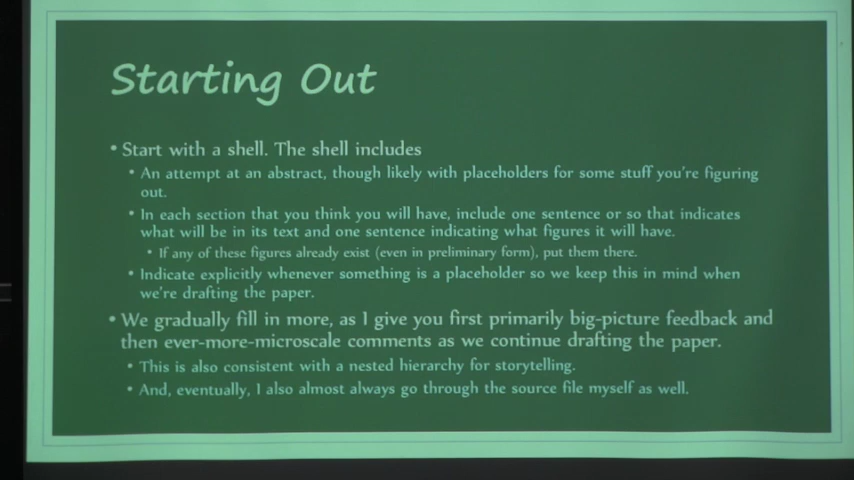 Starting Out
• Start with a shell. The shell includes
• An attempt at an abstract, though likely with placeholders for some stuff you're figuring
out.
• In each section that you think you will have, include one sentence or so that indicates
what will be in its text and one sentence indicating what figures it will have.
• If any of these figures already exist (even in preliminary form), put them there.
• Indicate explicitly whenever something is a placeholder so we keep this in mind when
we're drafting the paper.
• We gradually fill in more, as I give you first primarily big-picture feedback and
then ever-more-microscale comments as we continue drafting the paper.
• This is also consistent with a nested hierarchy for storytelling.
• And, eventually, I also almost always go through the source file myself as well.